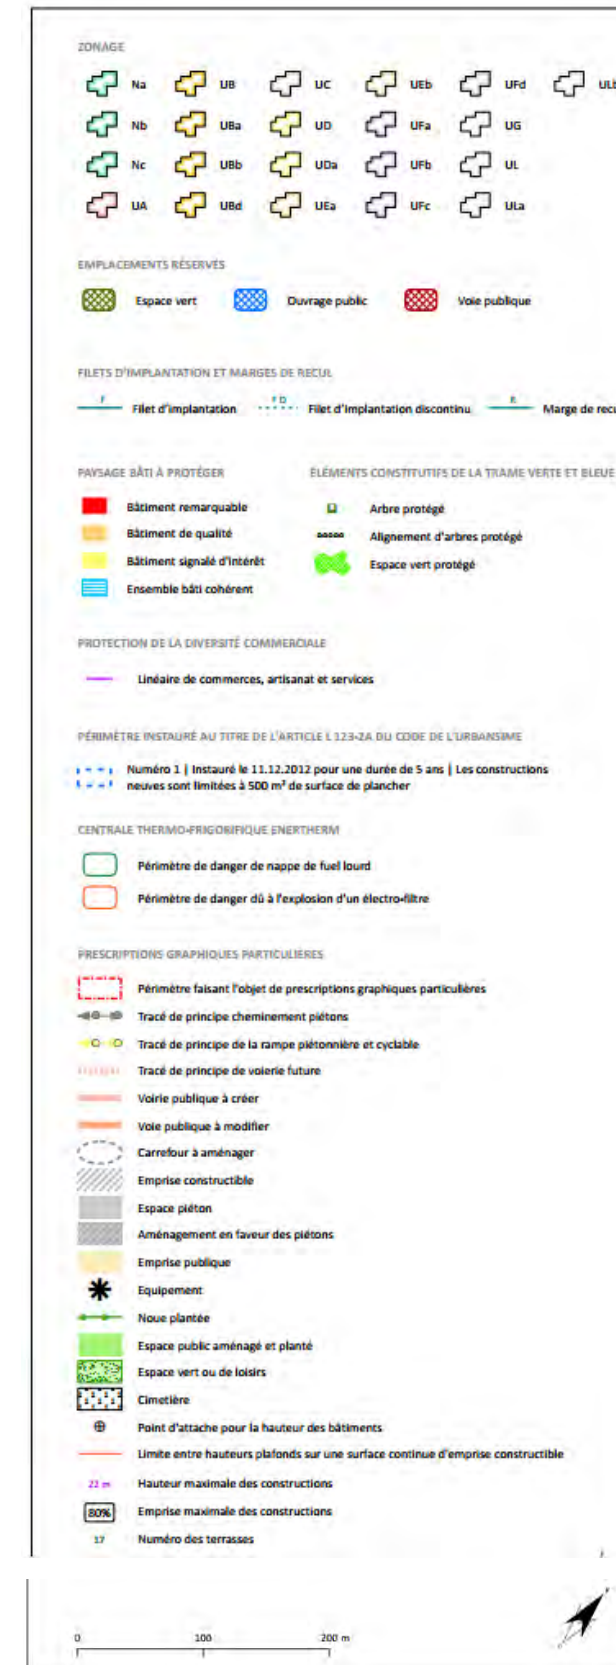 ZONAGE
Na UB UC UEb UFd ULb
Nb UBa UD UFa UG
Nc UBb UDa UFb UL
UA UBd UEa UFc ULa
EMPLACEMENTS RÉSERVÉS
Espace vert Ouvrage public Voie publique
FILETS D'IMPLANTATION ET MARGES DE RECUL
F F D R
Filet d'implantation Filet d'implantation discontinu Marge de recu
PAYSAGE BÂTI À PROTÉGER ÉLÉMENTS CONSTITUTIFS DE LA TRAME VERTE ET BLEUE
Bâtiment remarquable Arbre protégé
Bâtiment de qualité Alignement d'arbres protégé
Bâtiment signalé d'intérêt Espace vert protégé
Ensemble bâti cohérent
PROTECTION DE LA DIVERSITÉ COMMERCIALE
Linéaire de commerces, artisanat et services
PÉRIMÈTRE INSTAURÉ AU TITRE DE L'ARTICLE L 123-2A DU CODE DE L'URBANSIME
Numéro 1 | Instauré le 11.12.2012 pour une durée de 5 ans | Les constructions
neuves sont limitées à 500 m² de surface de plancher
CENTRALE THERMO-FRIGORIFIQUE ENERTHERM
Périmètre de danger de nappe de fuel lourd
Périmètre de danger dû à l'explosion d'un électro-filtre
PRESCRIPTIONS GRAPHIQUES PARTICULIERES
Périmètre faisant l'objet de prescriptions graphiques particulières
Tracé de principe cheminement piétons
Tracé de principe de la rampe piétonnière et cyclable
Tracé de principe de voierie future
Voirie publique à créer
Voie publique à modifier
Carrefour à aménager
Emprise constructible
Espace piéton
Aménagement en faveur des piétons
Emprise publique
Equipement
Noue plantée
Espace public aménagé et planté
Espace vert ou de loisirs
Cimetière
Point d'attache pour la hauteur des bâtiments
Limite entre hauteurs plafonds sur une surface continue d'emprise constructible
22 m Hauteur maximale des constructions
80% Emprise maximale des constructions
17 Numéro des terrasses
0 100 200 m